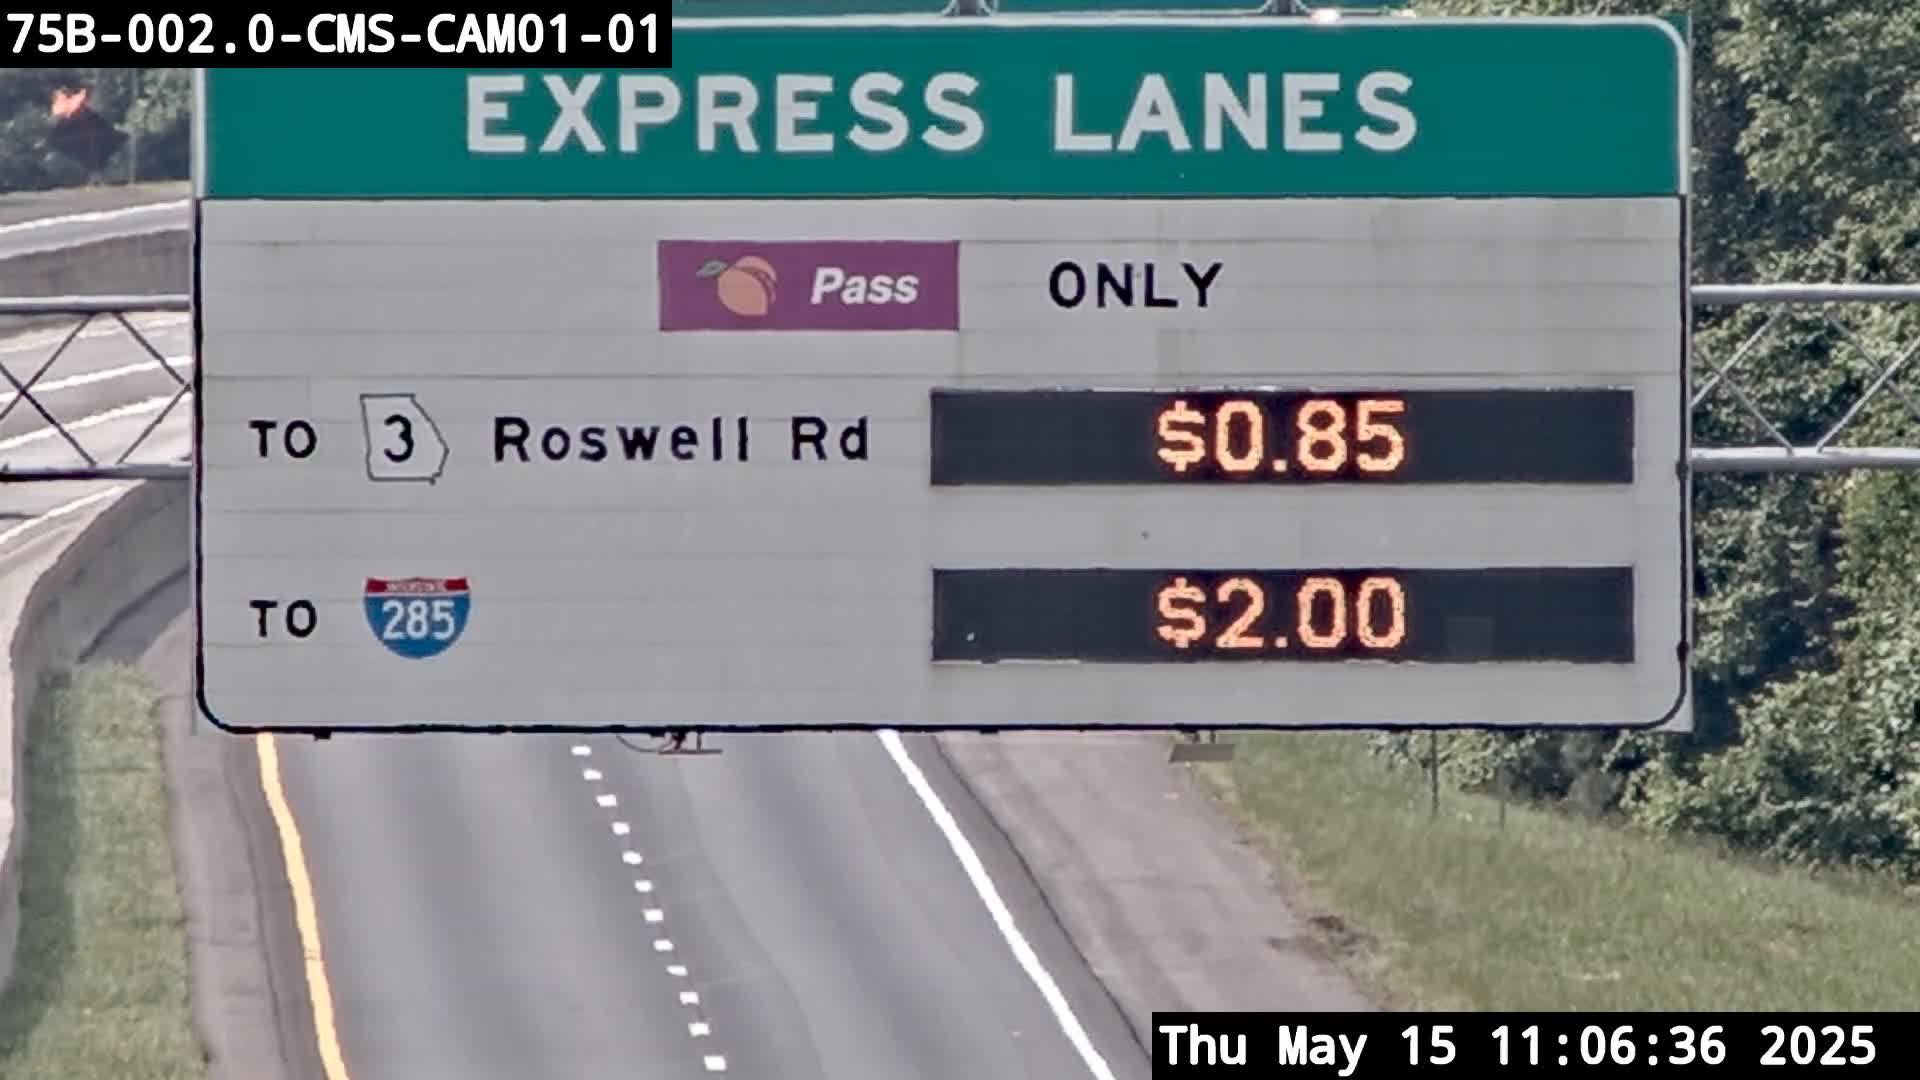 75B-002.0-CMS-CAM01-01
EXPRESS LANES
Pass ONLY
TO 3 Roswell Rd $0.85
TO 285 $2.00
Thu May 15 11:06:36 2025